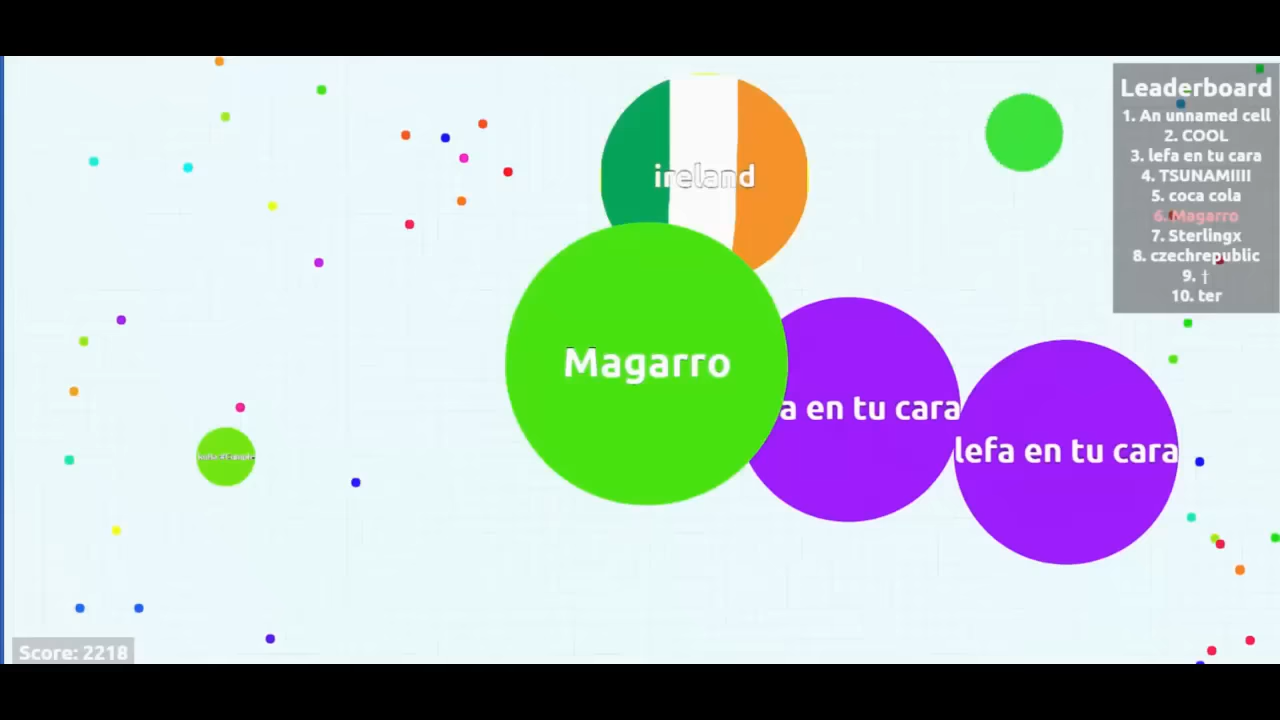 Leaderboard
1. An unnamed cell
2. COOL
3. lefa en tu cara
4. TSUNAMIIII
5. coca cola
6. Magarro
7. Sterlingx
8. czechrepublic
9. †
10. ter
ireland
Magarro
a en tu cara
lefa en tu cara
Score: 2218